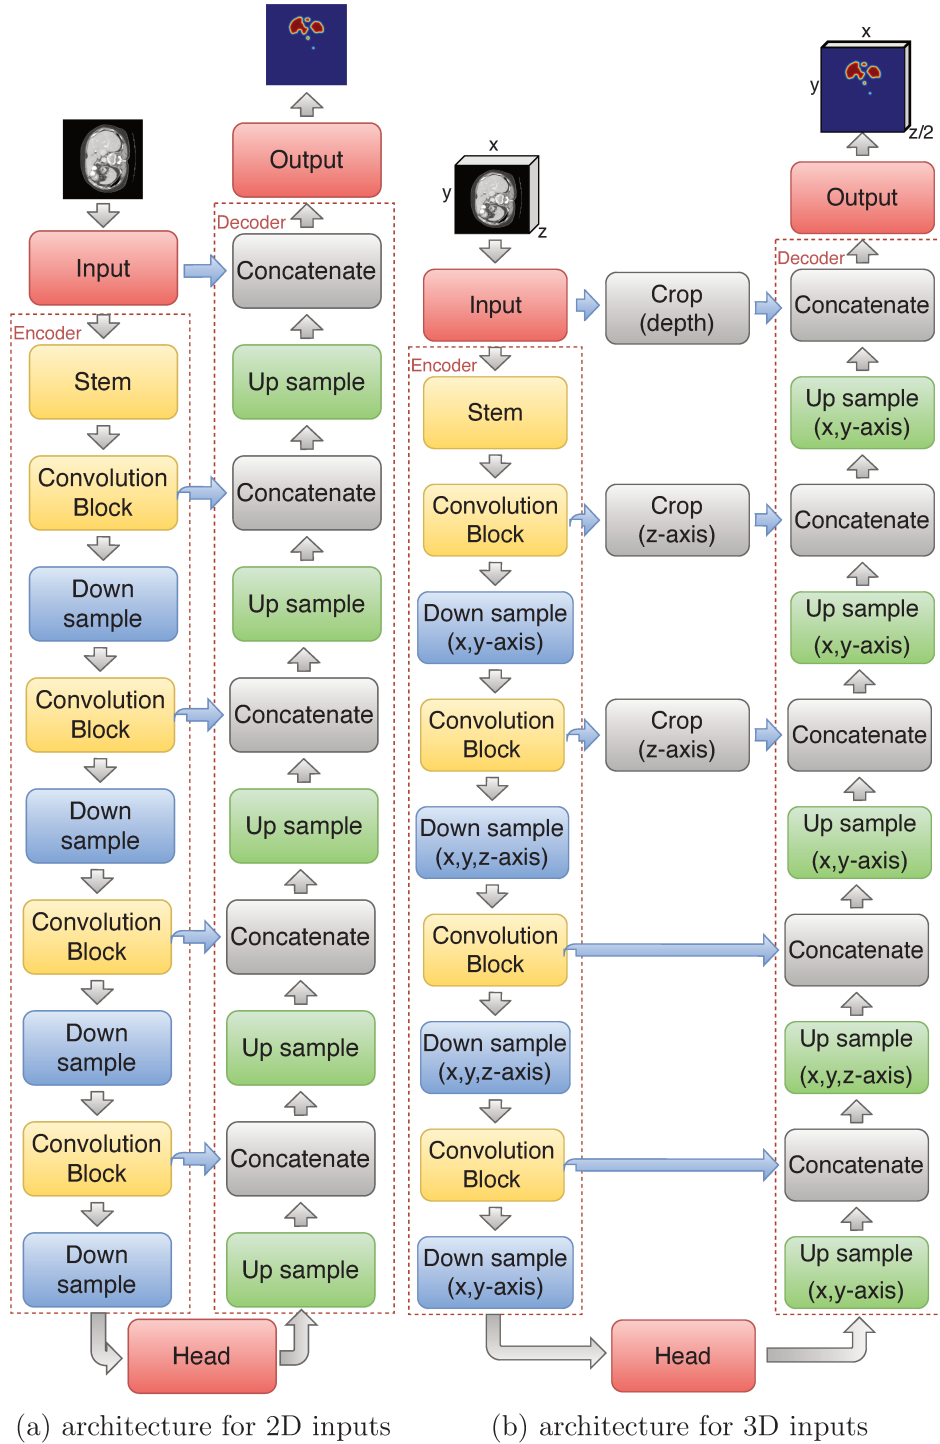 Output
Decoder
Input
Concatenate
Encoder
Stem
Up sample
Convolution
Block
Concatenate
Down
sample
Up sample
Convolution
Block
Concatenate
Down
sample
Up sample
Convolution
Block
Concatenate
Down
sample
Up sample
Convolution
Block
Concatenate
Down
sample
Up sample
Head
(a) architecture for 2D inputs
x
y
z
x
y
z/2
Output
Decoder
Input
Crop
(depth)
Concatenate
Encoder
Stem
Up sample
(x,y-axis)
Convolution
Block
Crop
(z-axis)
Concatenate
Down sample
(x,y-axis)
Up sample
(x,y-axis)
Convolution
Block
Crop
(z-axis)
Concatenate
Down sample
(x,y,z-axis)
Up sample
(x,y-axis)
Convolution
Block
Concatenate
Down sample
(x,y,z-axis)
Up sample
(x,y,z-axis)
Convolution
Block
Concatenate
Down sample
(x,y-axis)
Up sample
(x,y-axis)
Head
(b) architecture for 3D inputs